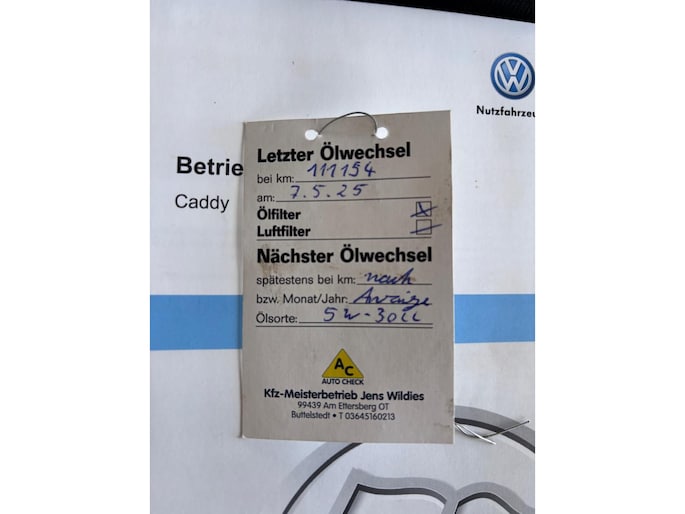 Nutzfahrzeu
Betrie
Caddy
Letzter Ölwechsel
bei km: 111154
am: 7.5.25
Ölfilter
Luftfilter
Nächster Ölwechsel
spätestens bei km: nach
bzw. Monat/Jahr: Anzeige
Ölsorte: 5W-30LL
AC
AUTO CHECK
Kfz-Meisterbetrieb Jens Wildies
99439 Am Ettersberg OT
Buttelstedt • T 03645160213